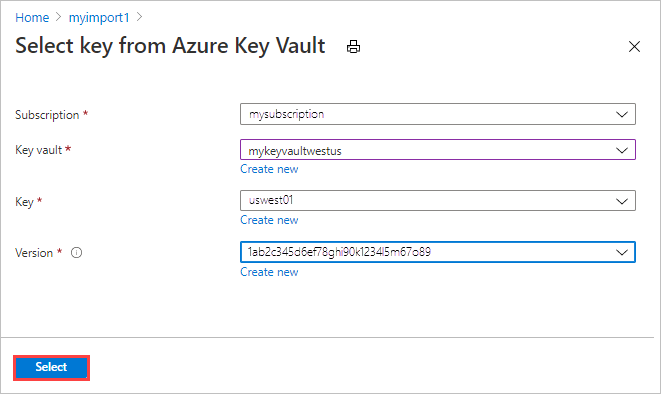 Home > myimport1 >
Select key from Azure Key Vault
Subscription * mysubscription
Key vault * mykeyvaultwestus
Create new
Key * uswest01
Create new
Version * 1ab2c345d6ef78ghi90k1234l5m67o89
Create new
Select